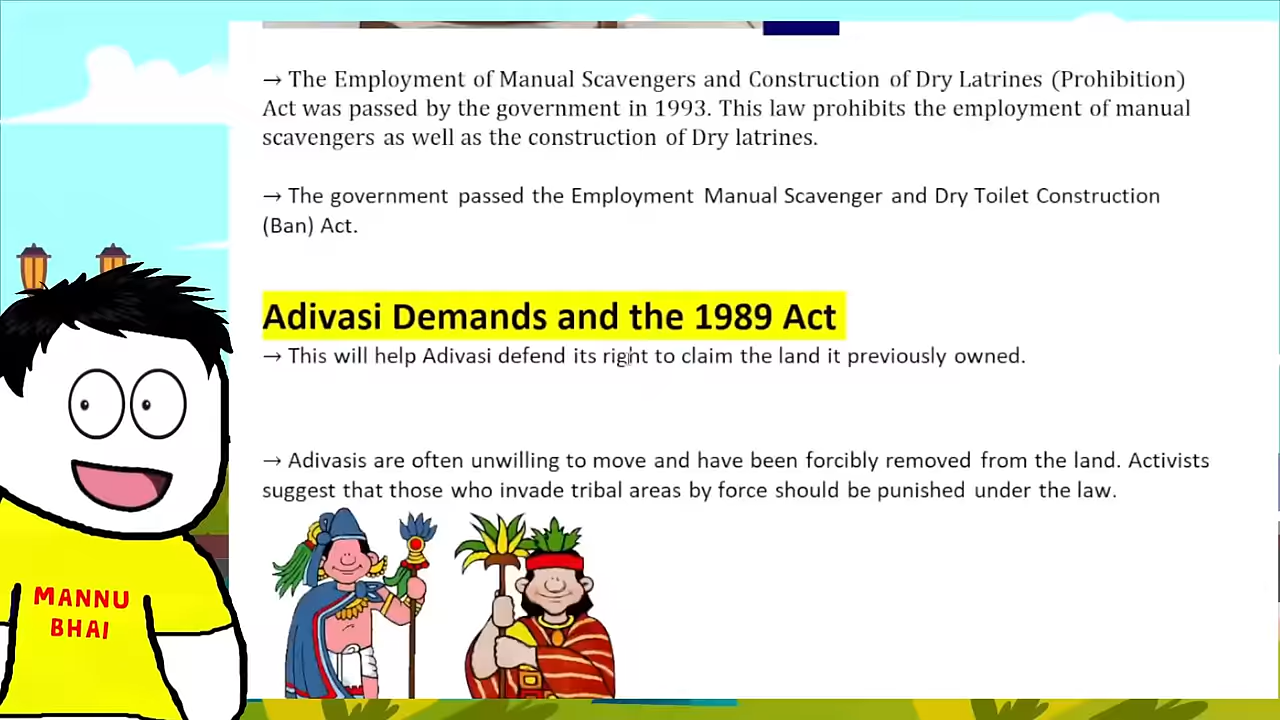 → The Employment of Manual Scavengers and Construction of Dry Latrines (Prohibition)
Act was passed by the government in 1993. This law prohibits the employment of manual
scavengers as well as the construction of Dry latrines.
→ The government passed the Employment Manual Scavenger and Dry Toilet Construction
(Ban) Act.
Adivasi Demands and the 1989 Act
→ This will help Adivasi defend its right to claim the land it previously owned.
→ Adivasis are often unwilling to move and have been forcibly removed from the land. Activists
suggest that those who invade tribal areas by force should be punished under the law.
MANNU
BHAI